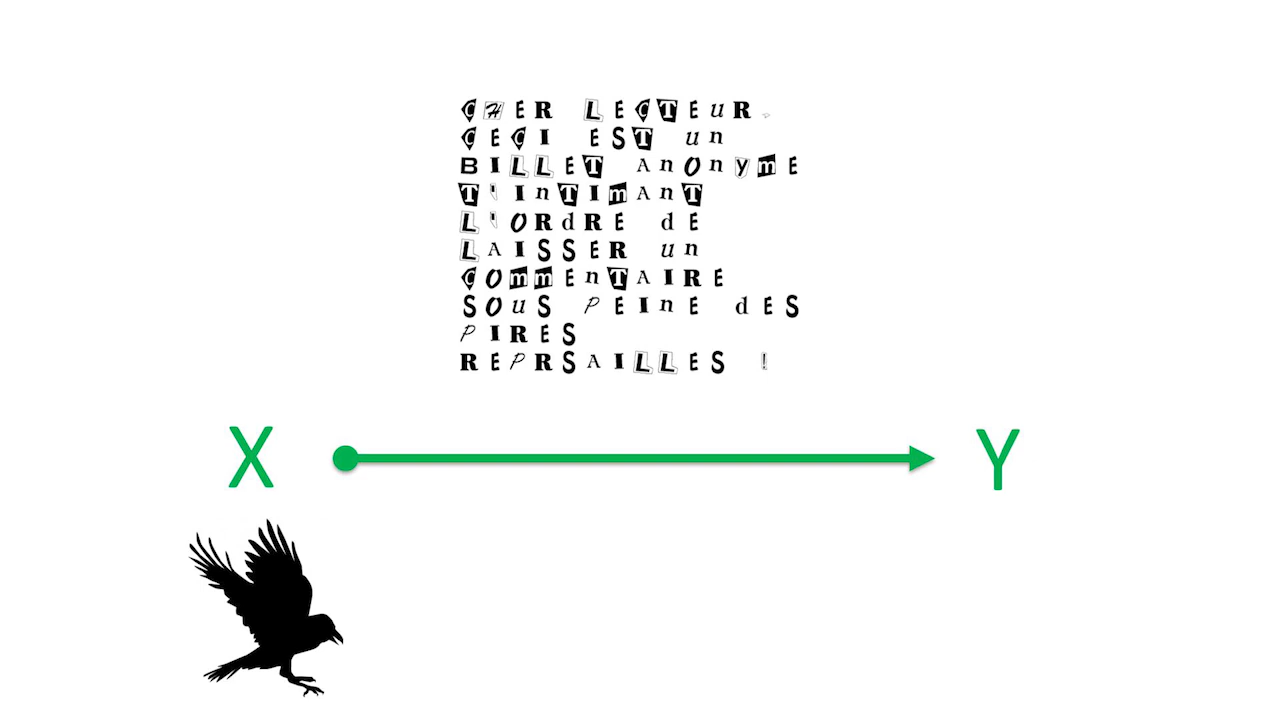 CHER LECTEUR,
CECI EST un
BILLET AnOnymE
T'InTImAnT
L'ORdRE dE
LAISSER un
COmmEnTAIRE
SOuS PEInE dES
PIRES
REPRSAILLES !
X Y